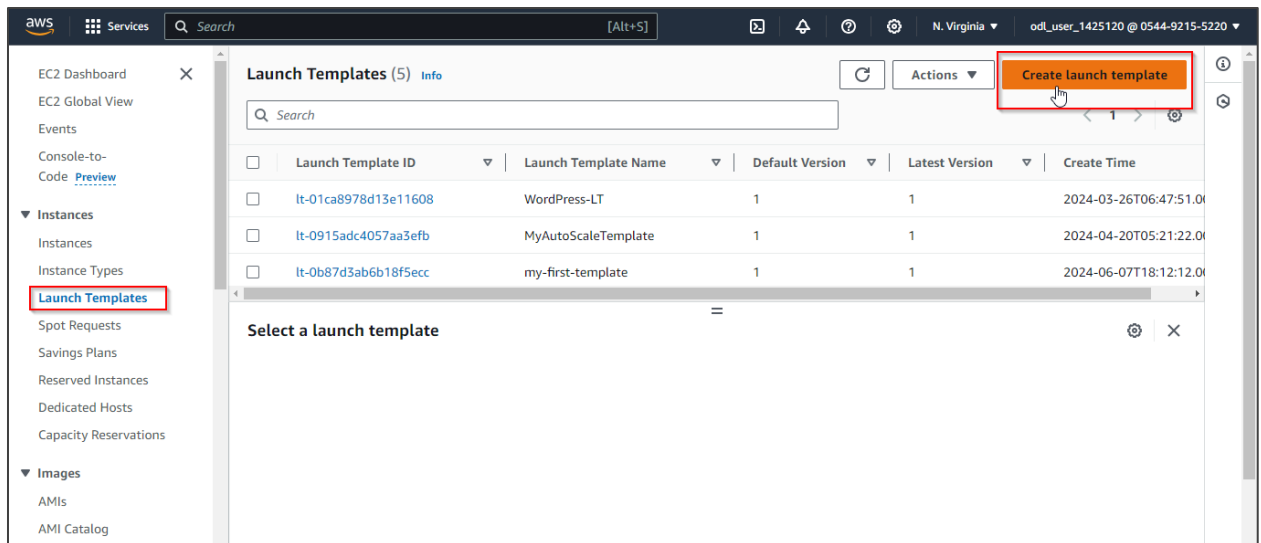 aws Services Search [Alt+S] N. Virginia ▼ odl_user_1425120 @ 0544-9215-5220 ▼
EC2 Dashboard
EC2 Global View
Events
Console-to-
Code Preview
▼ Instances
Instances
Instance Types
Launch Templates
Spot Requests
Savings Plans
Reserved Instances
Dedicated Hosts
Capacity Reservations
▼ Images
AMIs
AMI Catalog
Launch Templates (5) Info
Actions ▼ Create launch template
Search
1
Launch Template ID Launch Template Name Default Version Latest Version Create Time
lt-01ca8978d13e11608 WordPress-LT 1 1 2024-03-26T06:47:51.00
lt-0915adc4057aa3efb MyAutoScaleTemplate 1 1 2024-04-20T05:21:22.00
lt-0b87d3ab6b18f5ecc my-first-template 1 1 2024-06-07T18:12:12.00
Select a launch template